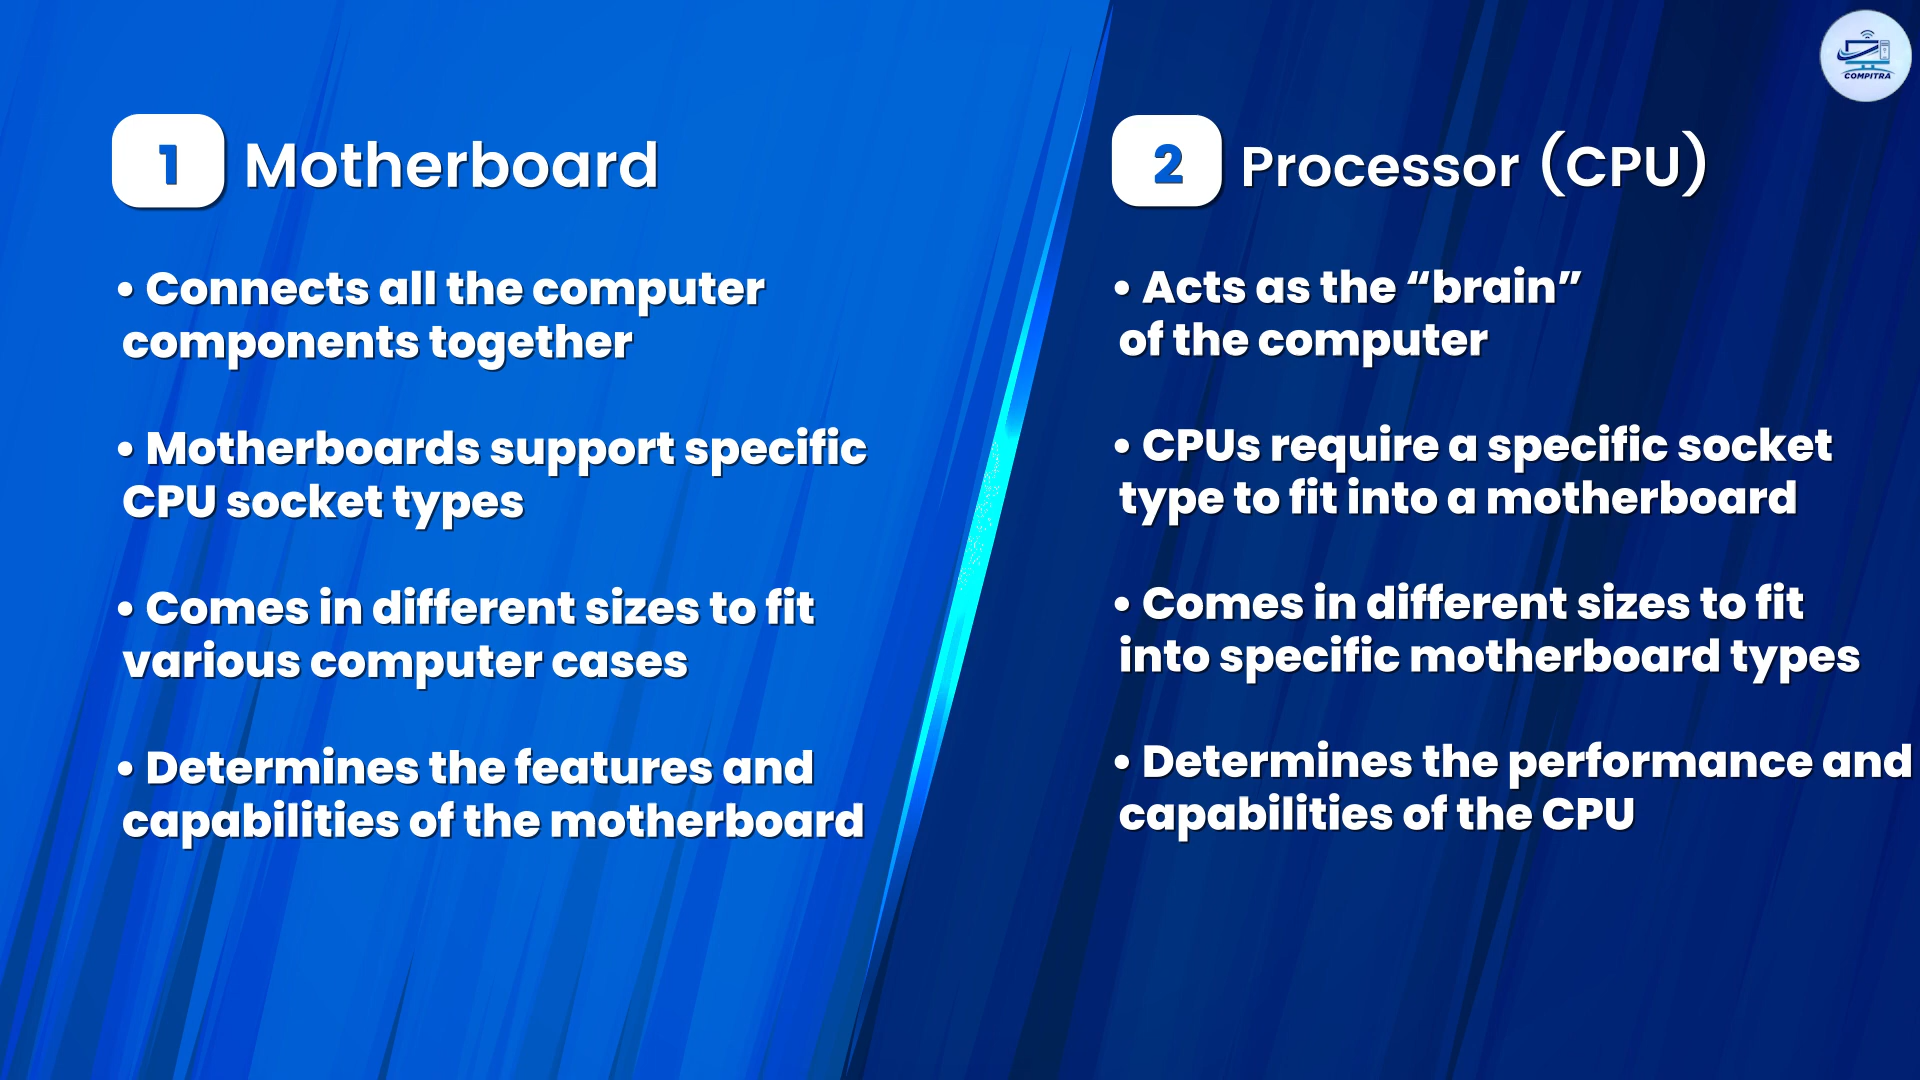 1 Motherboard
• Connects all the computer
components together
• Motherboards support specific
CPU socket types
• Comes in different sizes to fit
various computer cases
• Determines the features and
capabilities of the motherboard
2 Processor (CPU)
• Acts as the “brain”
of the computer
• CPUs require a specific socket
type to fit into a motherboard
• Comes in different sizes to fit
into specific motherboard types
• Determines the performance and
capabilities of the CPU
COMPITRA